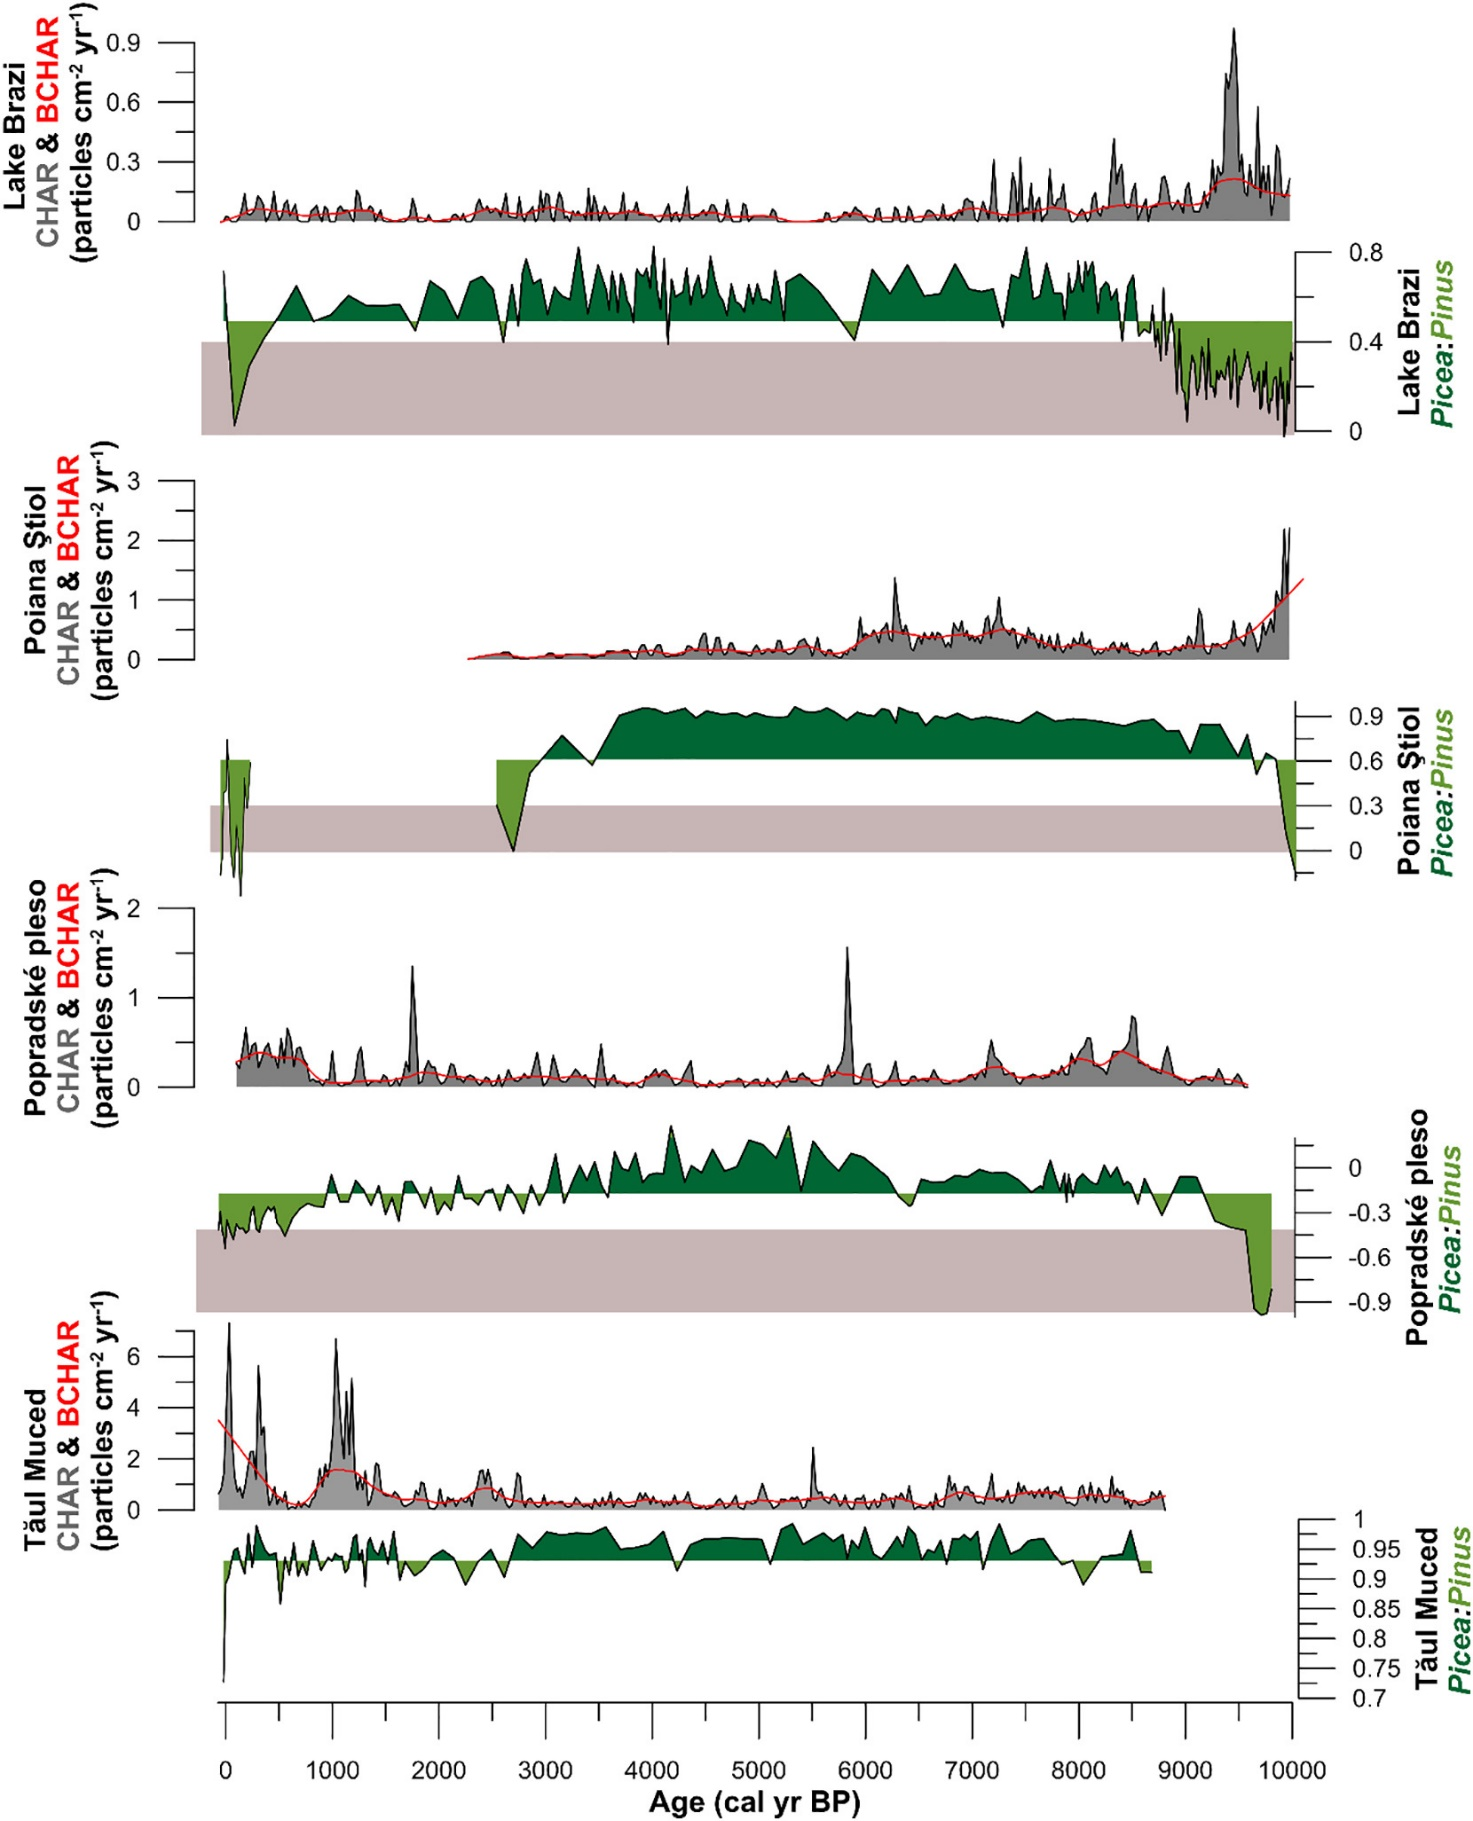 Lake Brazi
CHAR & BCHAR
(particles cm⁻² yr⁻¹)
0.9
0.6
0.3
0
0.8
0.4
0
Lake Brazi
Picea:Pinus
Poiana Ştiol
CHAR & BCHAR
(particles cm⁻² yr⁻¹)
3
2
1
0
0.9
0.6
0.3
0
Poiana Ştiol
Picea:Pinus
Popradské pleso
CHAR & BCHAR
(particles cm⁻² yr⁻¹)
2
1
0
0
-0.3
-0.6
-0.9
Popradské pleso
Picea:Pinus
Tăul Muced
CHAR & BCHAR
(particles cm⁻² yr⁻¹)
6
4
2
0
1
0.95
0.9
0.85
0.8
0.75
0.7
Tăul Muced
Picea:Pinus
0 1000 2000 3000 4000 5000 6000 7000 8000 9000 10000
Age (cal yr BP)